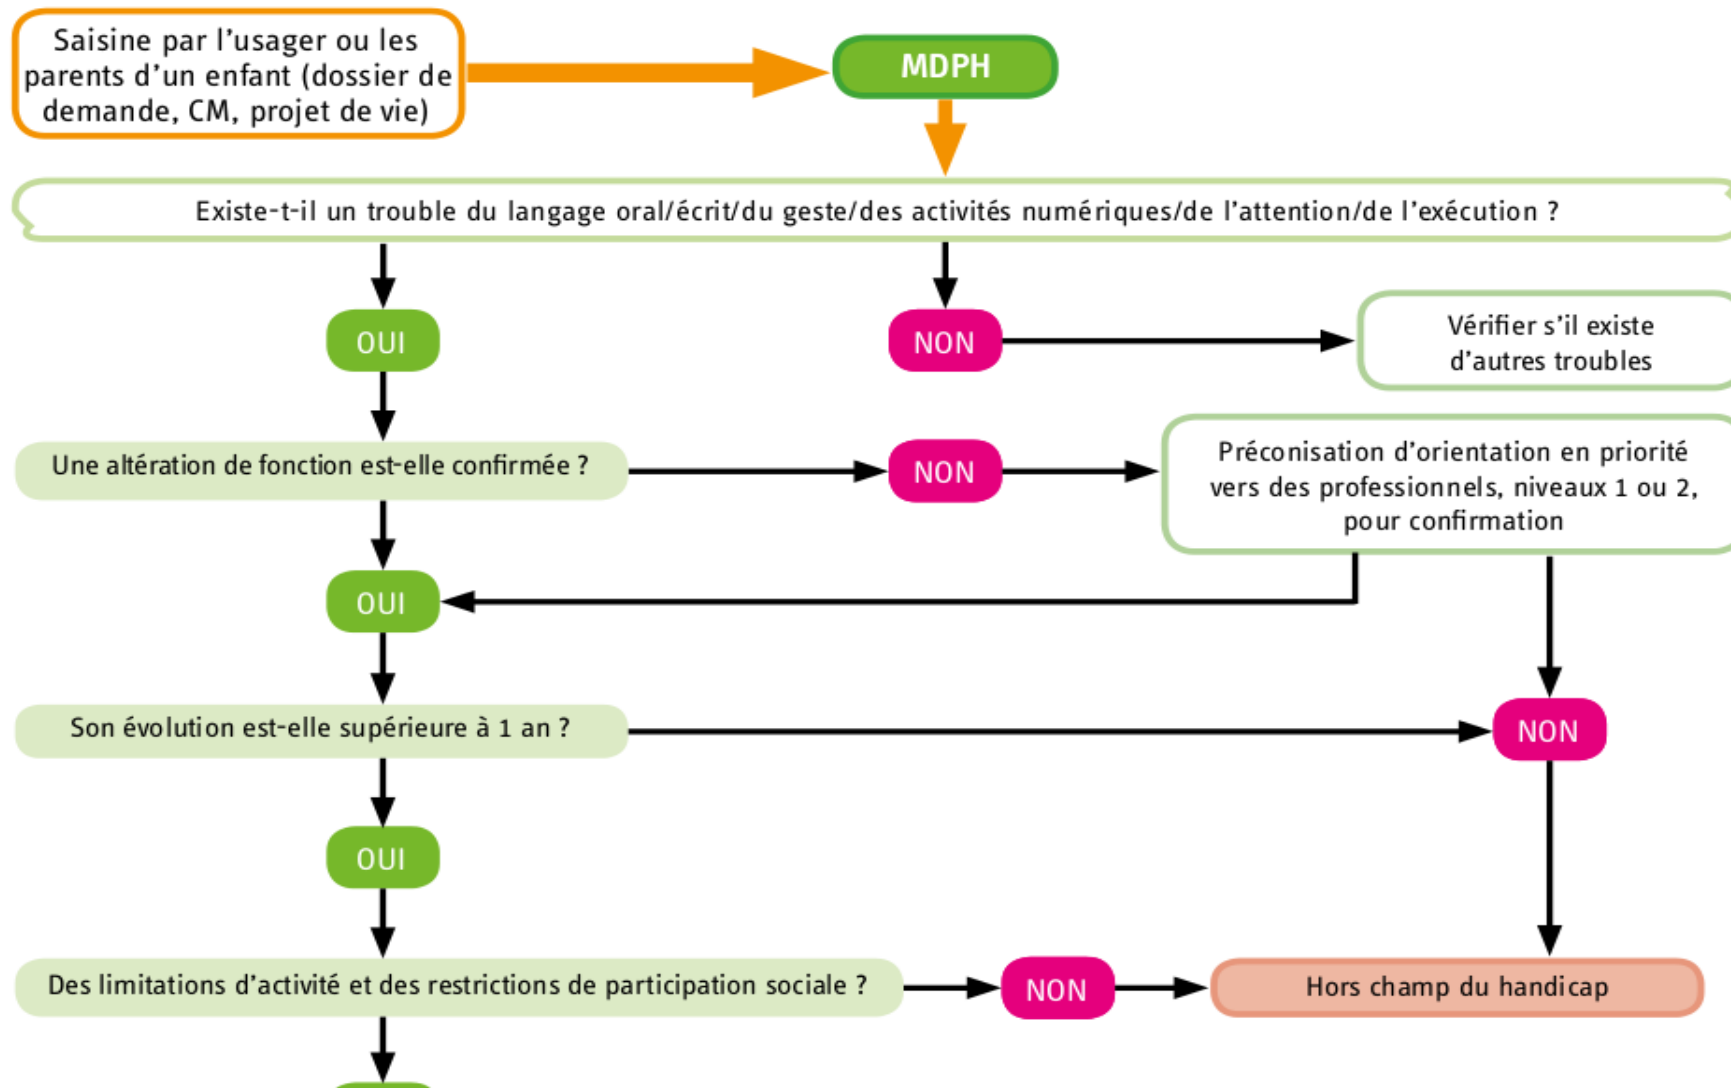 Saisine par l'usager ou les
parents d'un enfant (dossier de
demande, CM, projet de vie)
MDPH
Existe-t-il un trouble du langage oral/écrit/du geste/des activités numériques/de l'attention/de l'exécution ?
OUI
NON
Vérifier s'il existe
d'autres troubles
Une altération de fonction est-elle confirmée ?
NON
Préconisation d'orientation en priorité
vers des professionnels, niveaux 1 ou 2,
pour confirmation
OUI
Son évolution est-elle supérieure à 1 an ?
NON
OUI
Des limitations d'activité et des restrictions de participation sociale ?
NON
Hors champ du handicap